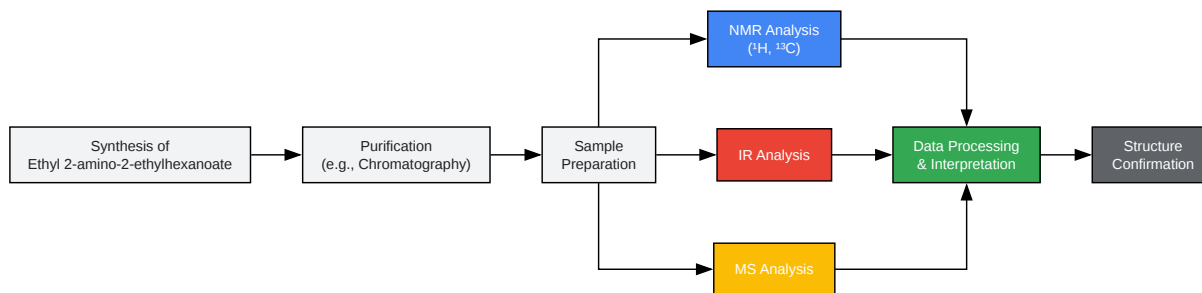 Synthesis of
Ethyl 2-amino-2-ethylhexanoate
Purification
(e.g., Chromatography)
Sample
Preparation
NMR Analysis
(¹H, ¹³C)
IR Analysis
MS Analysis
Data Processing
& Interpretation
Structure
Confirmation